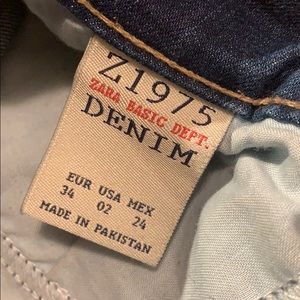 Z1975
ZARA BASIC DEPT.
DENIM
EUR USA MEX
34 02 24
MADE IN PAKISTAN